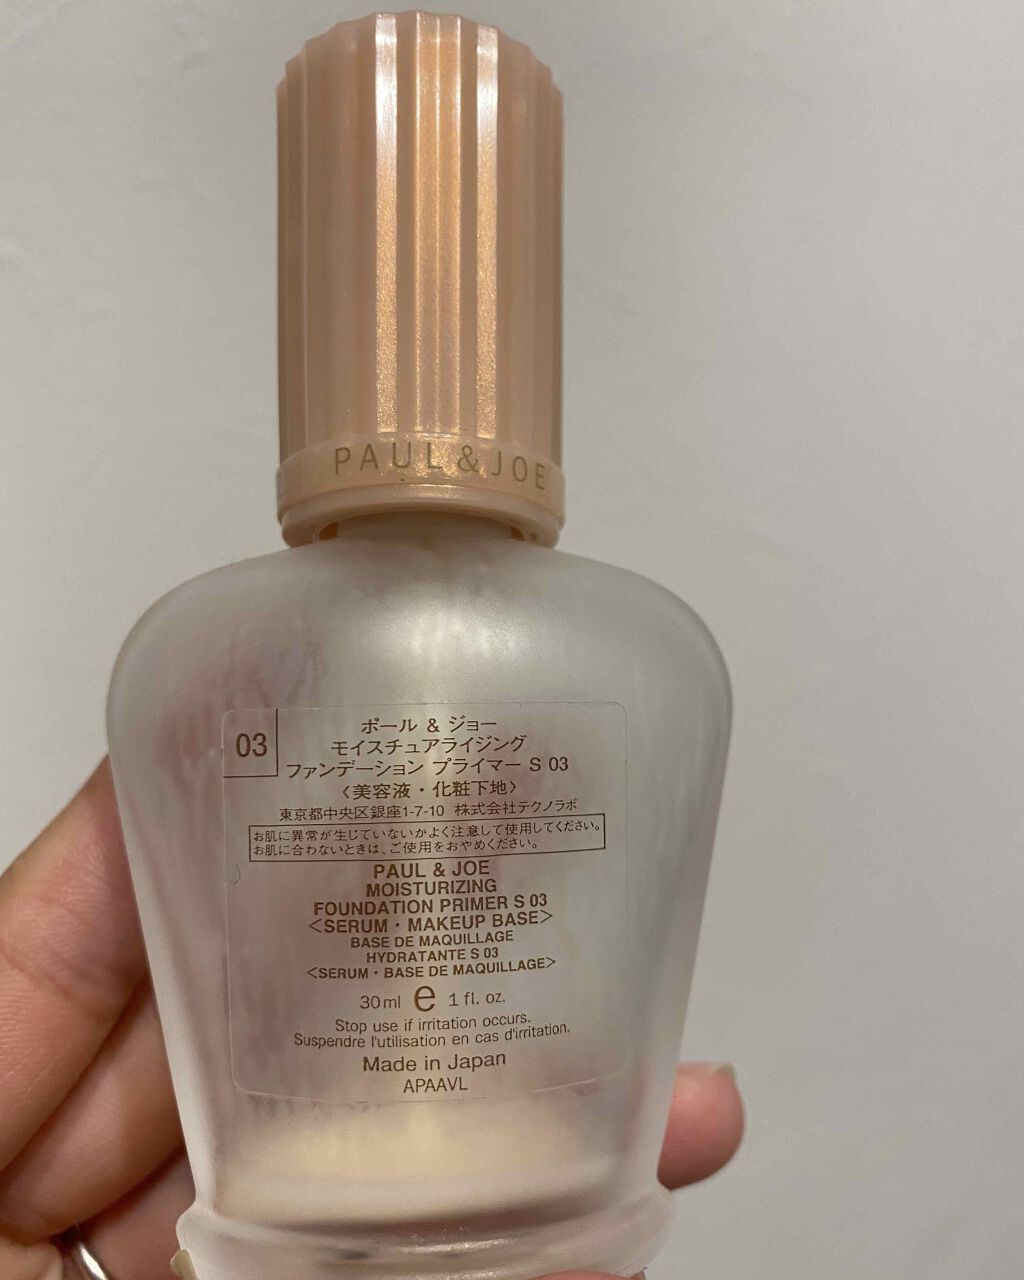 PAUL & JOE
03
ポール & ジョー
モイスチュアライジング
ファンデーション プライマー S 03
〈美容液・化粧下地〉
東京都中央区銀座1-7-10 株式会社テクノラボ
お肌に異常が生じていないかよく注意して使用してください。
お肌に合わないときは、ご使用をおやめください。
PAUL & JOE
MOISTURIZING
FOUNDATION PRIMER S 03
<SERUM・MAKEUP BASE>
BASE DE MAQUILLAGE
HYDRATANTE S 03
<SERUM・BASE DE MAQUILLAGE>
30ml e 1 fl. oz.
Stop use if irritation occurs.
Suspendre l'utilisation en cas d'irritation.
Made in Japan
APAAVL